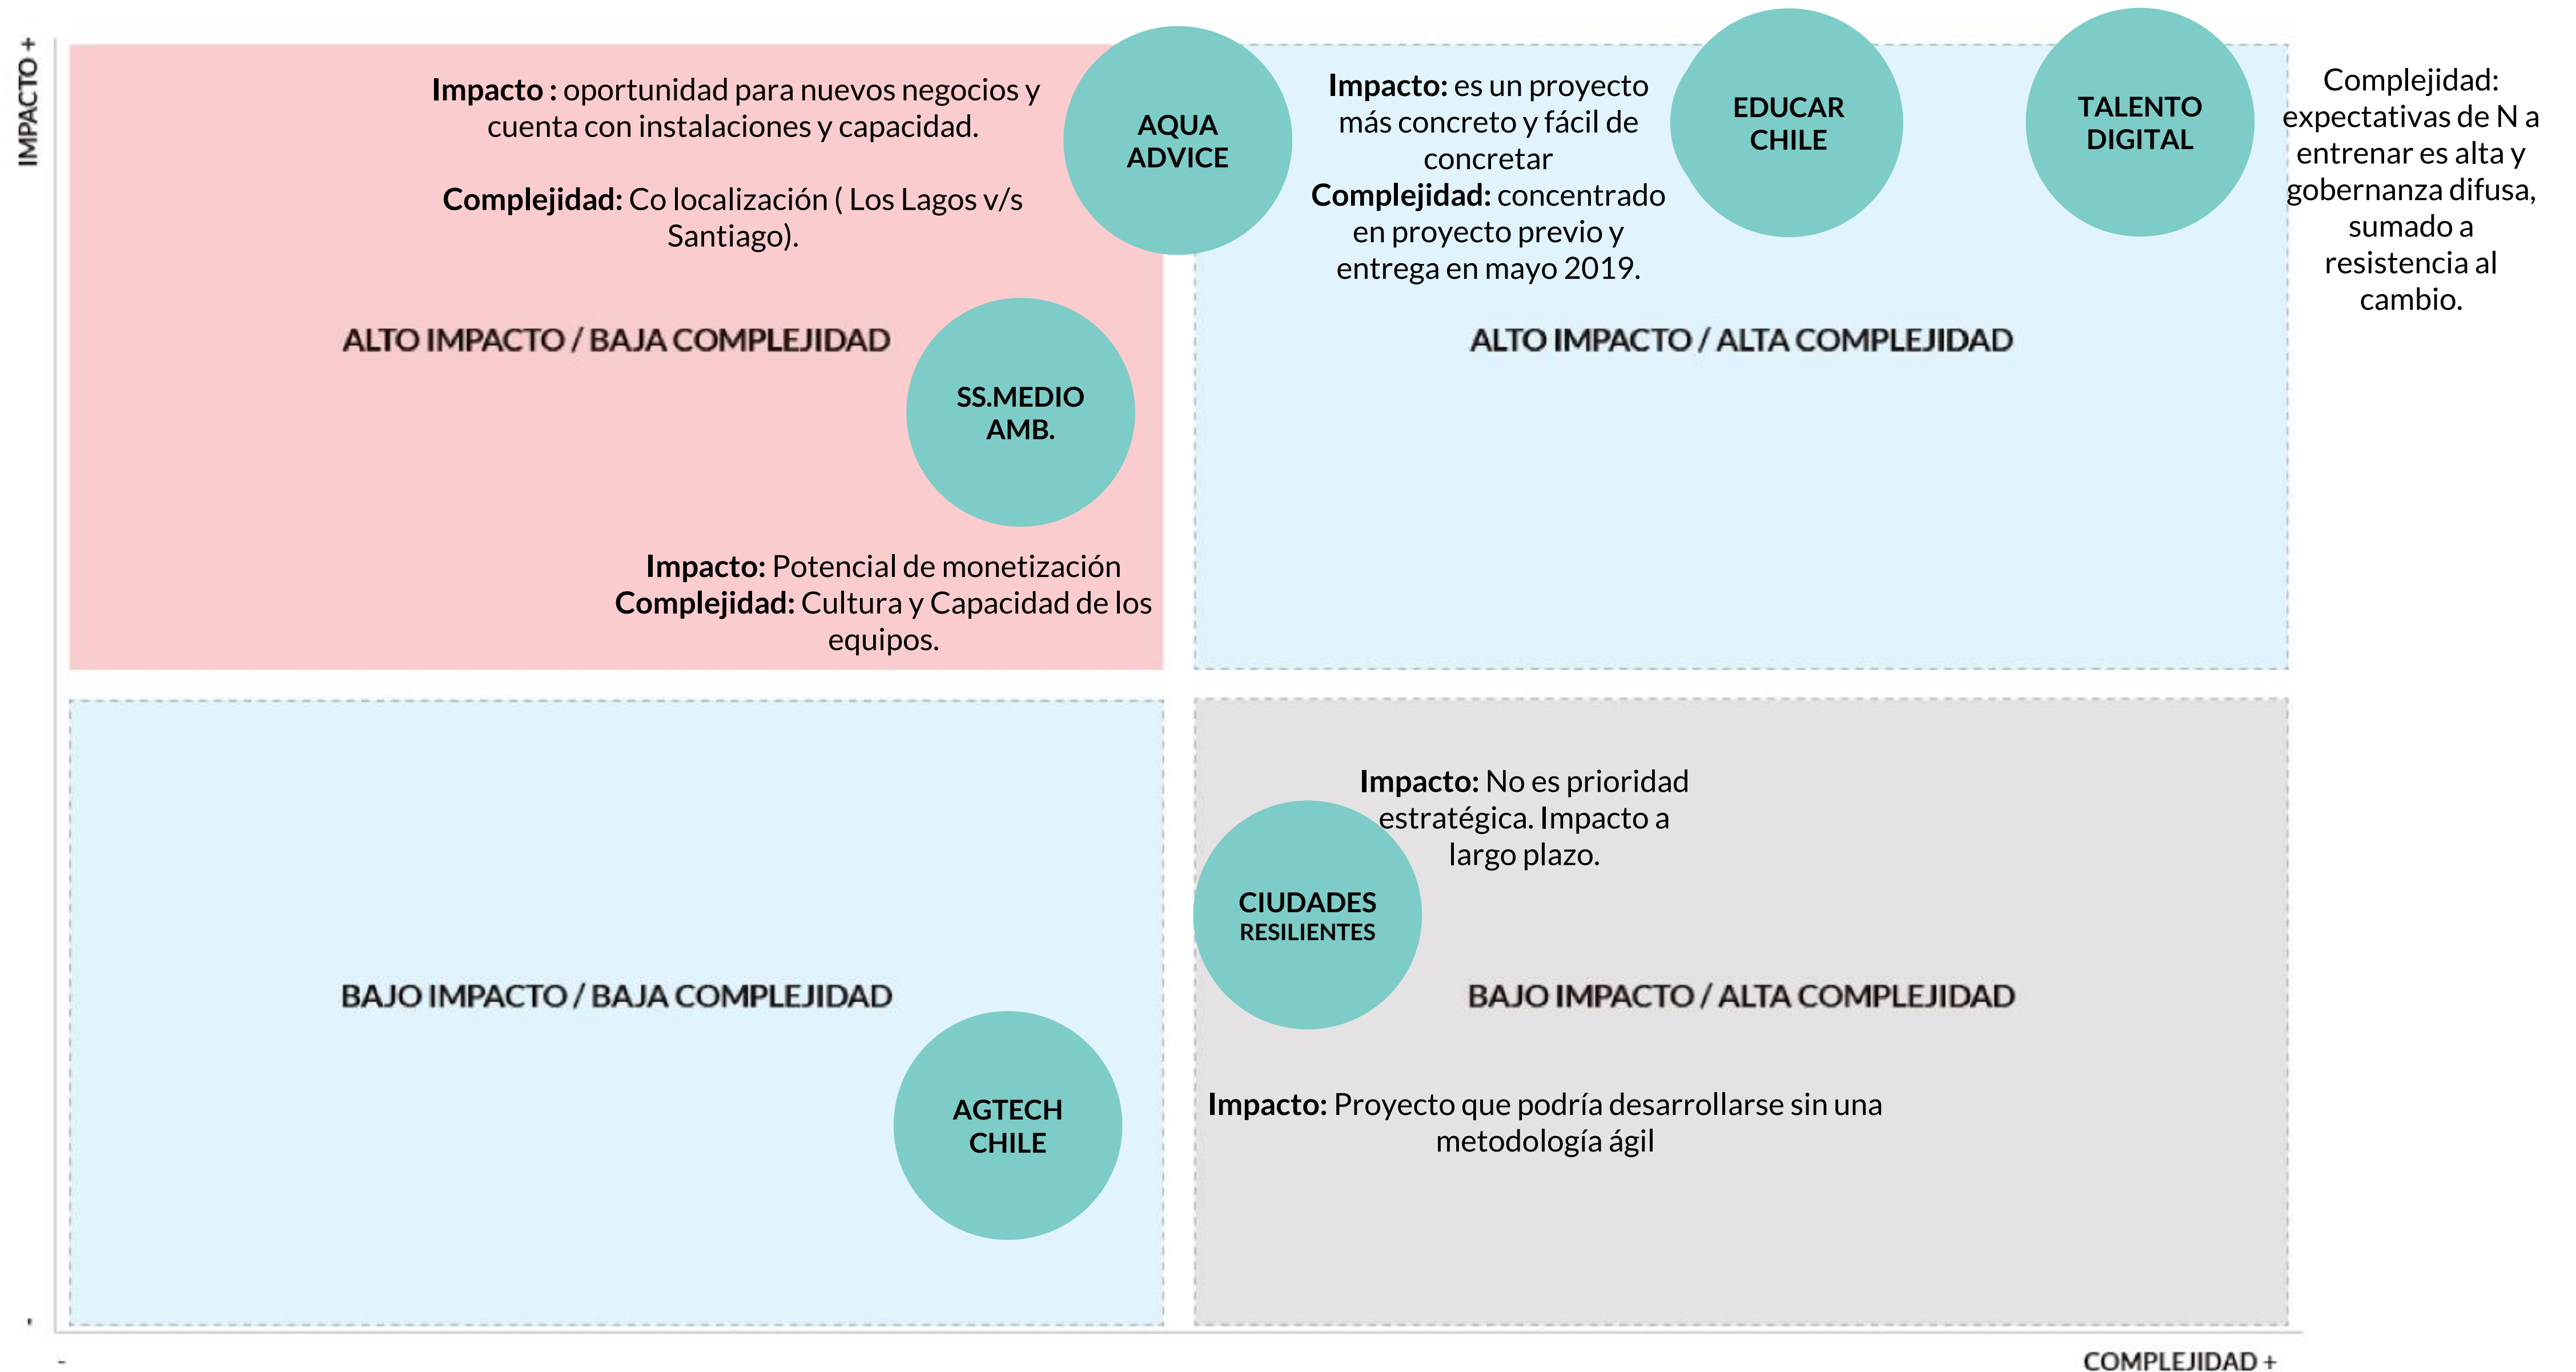 IMPACTO +
Impacto : oportunidad para nuevos negocios y
cuenta con instalaciones y capacidad.
Complejidad: Co localización ( Los Lagos v/s
Santiago).
AQUA
ADVICE
Impacto: es un proyecto
más concreto y fácil de
concretar
Complejidad: concentrado
en proyecto previo y
entrega en mayo 2019.
EDUCAR
CHILE
TALENTO
DIGITAL
Complejidad:
expectativas de N a
entrenar es alta y
gobernanza difusa,
sumado a
resistencia al
cambio.
ALTO IMPACTO / BAJA COMPLEJIDAD
ALTO IMPACTO / ALTA COMPLEJIDAD
SS.MEDIO
AMB.
Impacto: Potencial de monetización
Complejidad: Cultura y Capacidad de los
equipos.
Impacto: No es prioridad
estratégica. Impacto a
largo plazo.
CIUDADES
RESILIENTES
BAJO IMPACTO / BAJA COMPLEJIDAD
BAJO IMPACTO / ALTA COMPLEJIDAD
AGTECH
CHILE
Impacto: Proyecto que podría desarrollarse sin una
metodología ágil
-
-
COMPLEJIDAD +